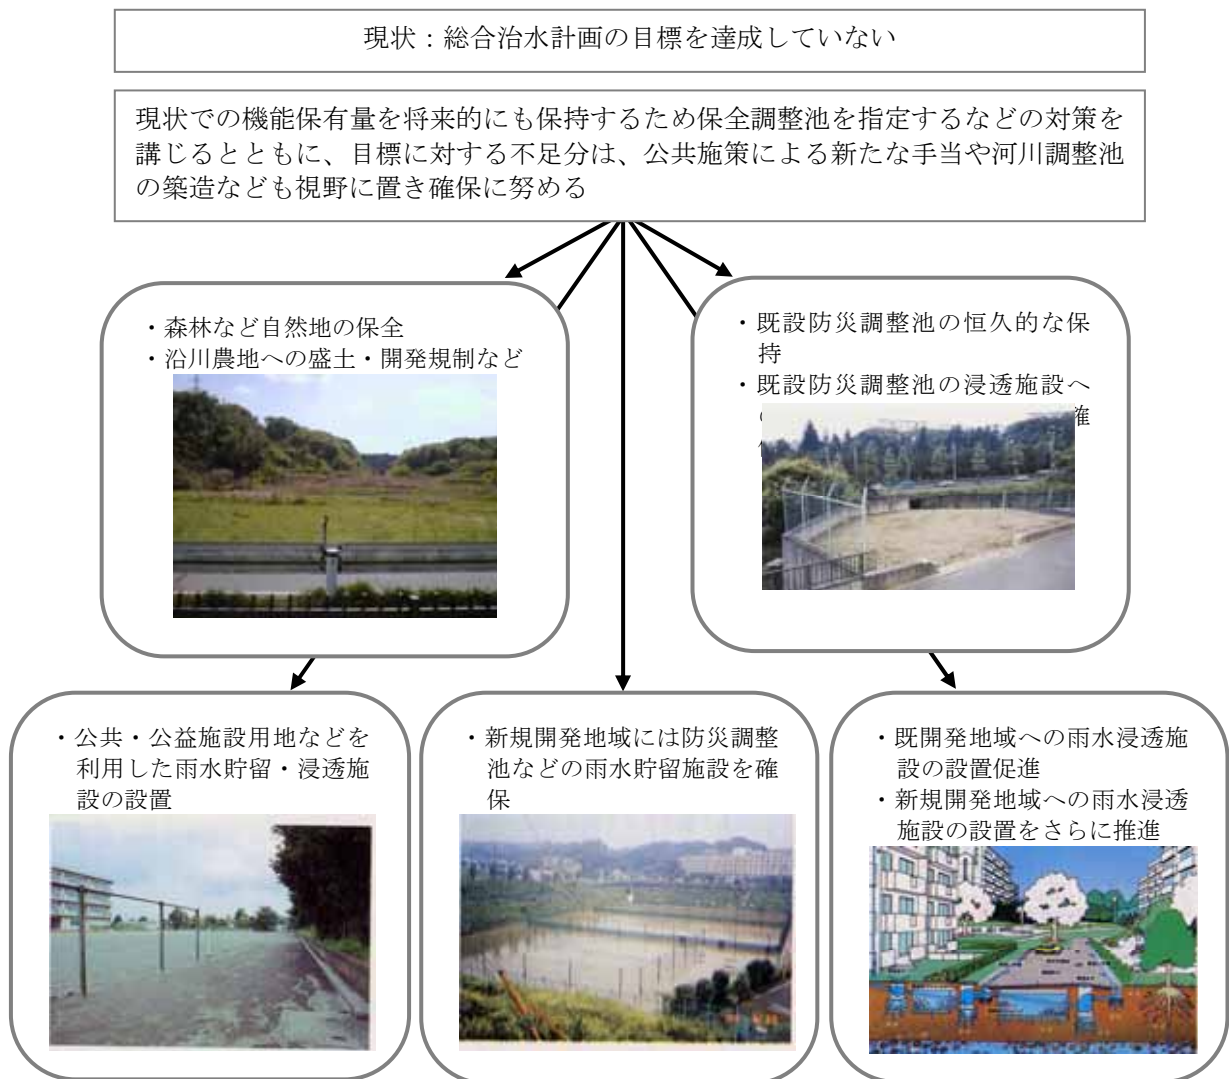 現状：総合治水計画の目標を達成していない
現状での機能保有量を将来的にも保持するため保全調整池を指定するなどの対策を
講じるとともに、目標に対する不足分は、公共施策による新たな手当や河川調整池
の築造なども視野に置き確保に努める
・森林など自然地の保全
・沿川農地への盛土・開発規制など
・既設防災調整池の恒久的な保
持
・既設防災調整池の浸透施設へ
・公共・公益施設用地などを
利用した雨水貯留・浸透施
設の設置
・新規開発地域には防災調整
池などの雨水貯留施設を確
保
・既開発地域への雨水浸透施
設の設置促進
・新規開発地域への雨水浸透
施設の設置をさらに推進